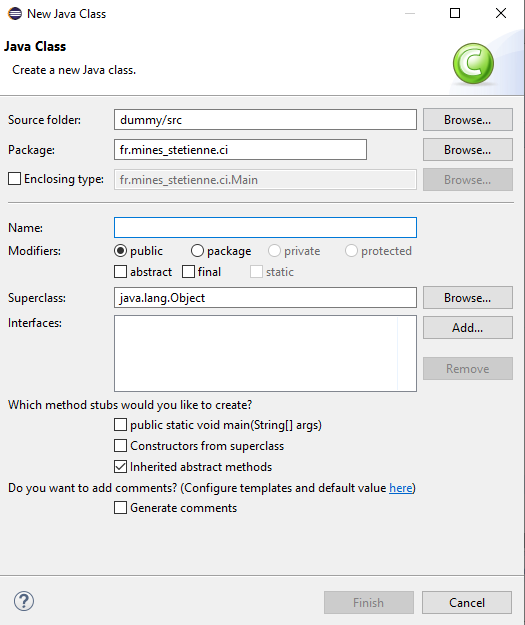 New Java Class
Java Class
Create a new Java class.
C
Source folder: dummy/src Browse...
Package: fr.mines_stetienne.ci Browse...
Enclosing type: fr.mines_stetienne.ci.Main Browse...
Name:
Modifiers: public package private protected
abstract final static
Superclass: java.lang.Object Browse...
Interfaces: Add...
Remove
Which method stubs would you like to create?
public static void main(String[] args)
Constructors from superclass
Inherited abstract methods
Do you want to add comments? (Configure templates and default value here)
Generate comments
? Finish Cancel